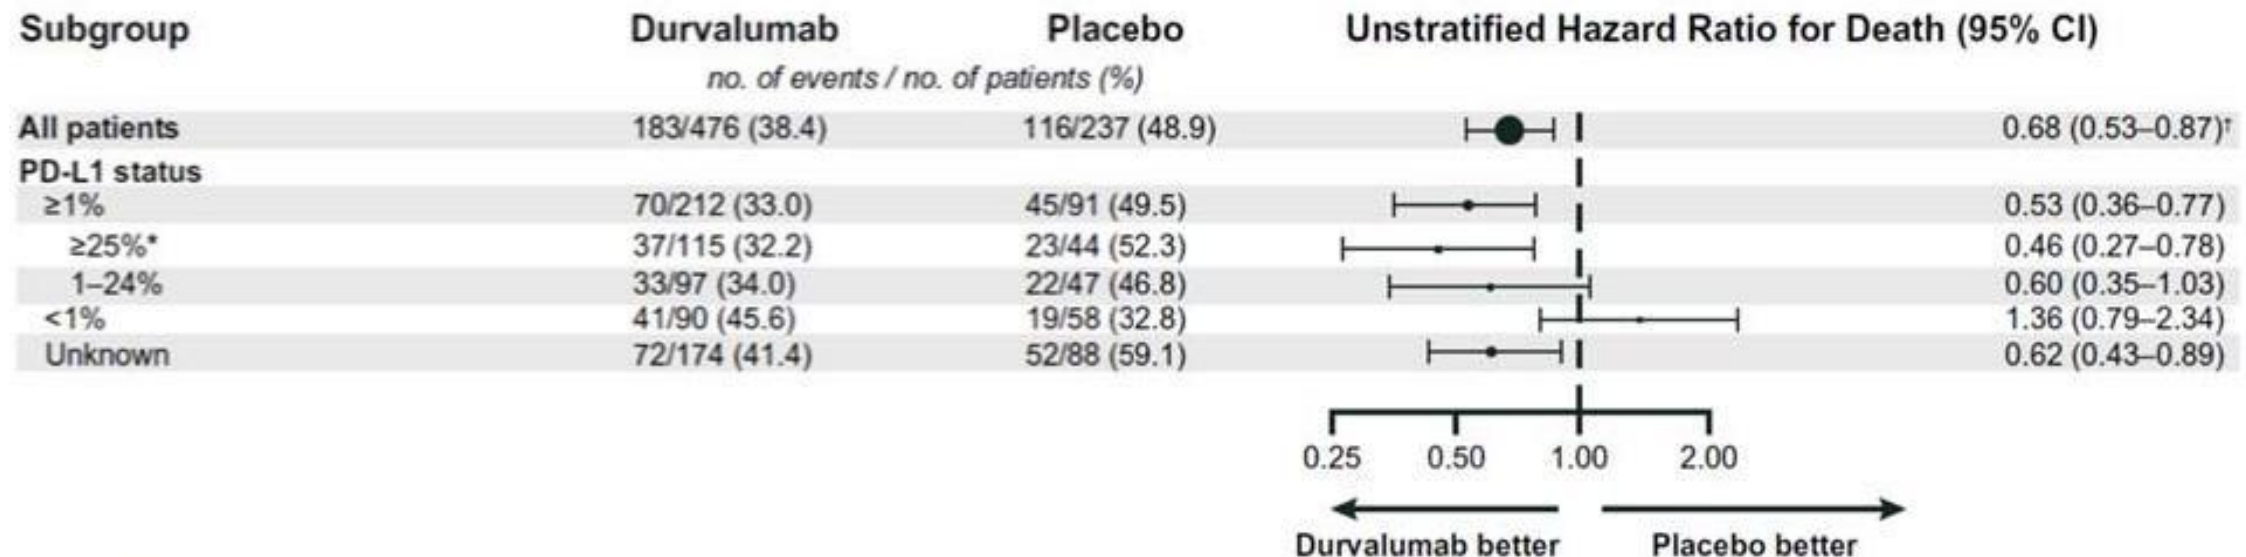 Subgroup Durvalumab Placebo Unstratified Hazard Ratio for Death (95% CI)
no. of events / no. of patients (%)
All patients 183/476 (38.4) 116/237 (48.9) 0.68 (0.53–0.87)†
PD-L1 status
≥1% 70/212 (33.0) 45/91 (49.5) 0.53 (0.36–0.77)
≥25%* 37/115 (32.2) 23/44 (52.3) 0.46 (0.27–0.78)
1–24% 33/97 (34.0) 22/47 (46.8) 0.60 (0.35–1.03)
<1% 41/90 (45.6) 19/58 (32.8) 1.36 (0.79–2.34)
Unknown 72/174 (41.4) 52/88 (59.1) 0.62 (0.43–0.89)
0.25 0.50 1.00 2.00
Durvalumab better Placebo better